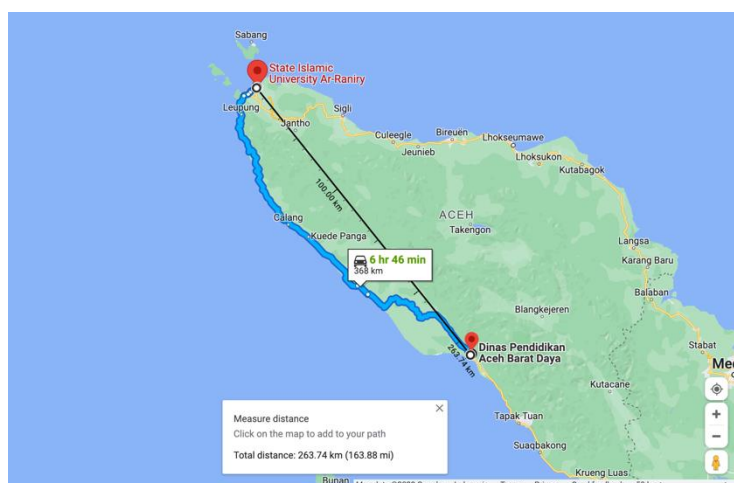 Sabang
State Islamic
University Ar-Raniry
Leupung
Sigli
Jantho
Culeegle
Bireuen
Jeunieb
Lhokseumawe
Lhoksukon
Kutabagok
100.00 km
Calang
ACEH
Kuede Panga
Takengon
Langsa
Karang Baru
6 hr 46 min
368 km
Balaban
Blangkejeren
Dinas Pendidikan
Aceh Barat Daya
263.74 km
Stabat
Me
Kutacane
Tapak Tuan
Suaqbakong
Krueng Luas
Measure distance
Click on the map to add to your path
Total distance: 263.74 km (163.88 mi)
Bunan